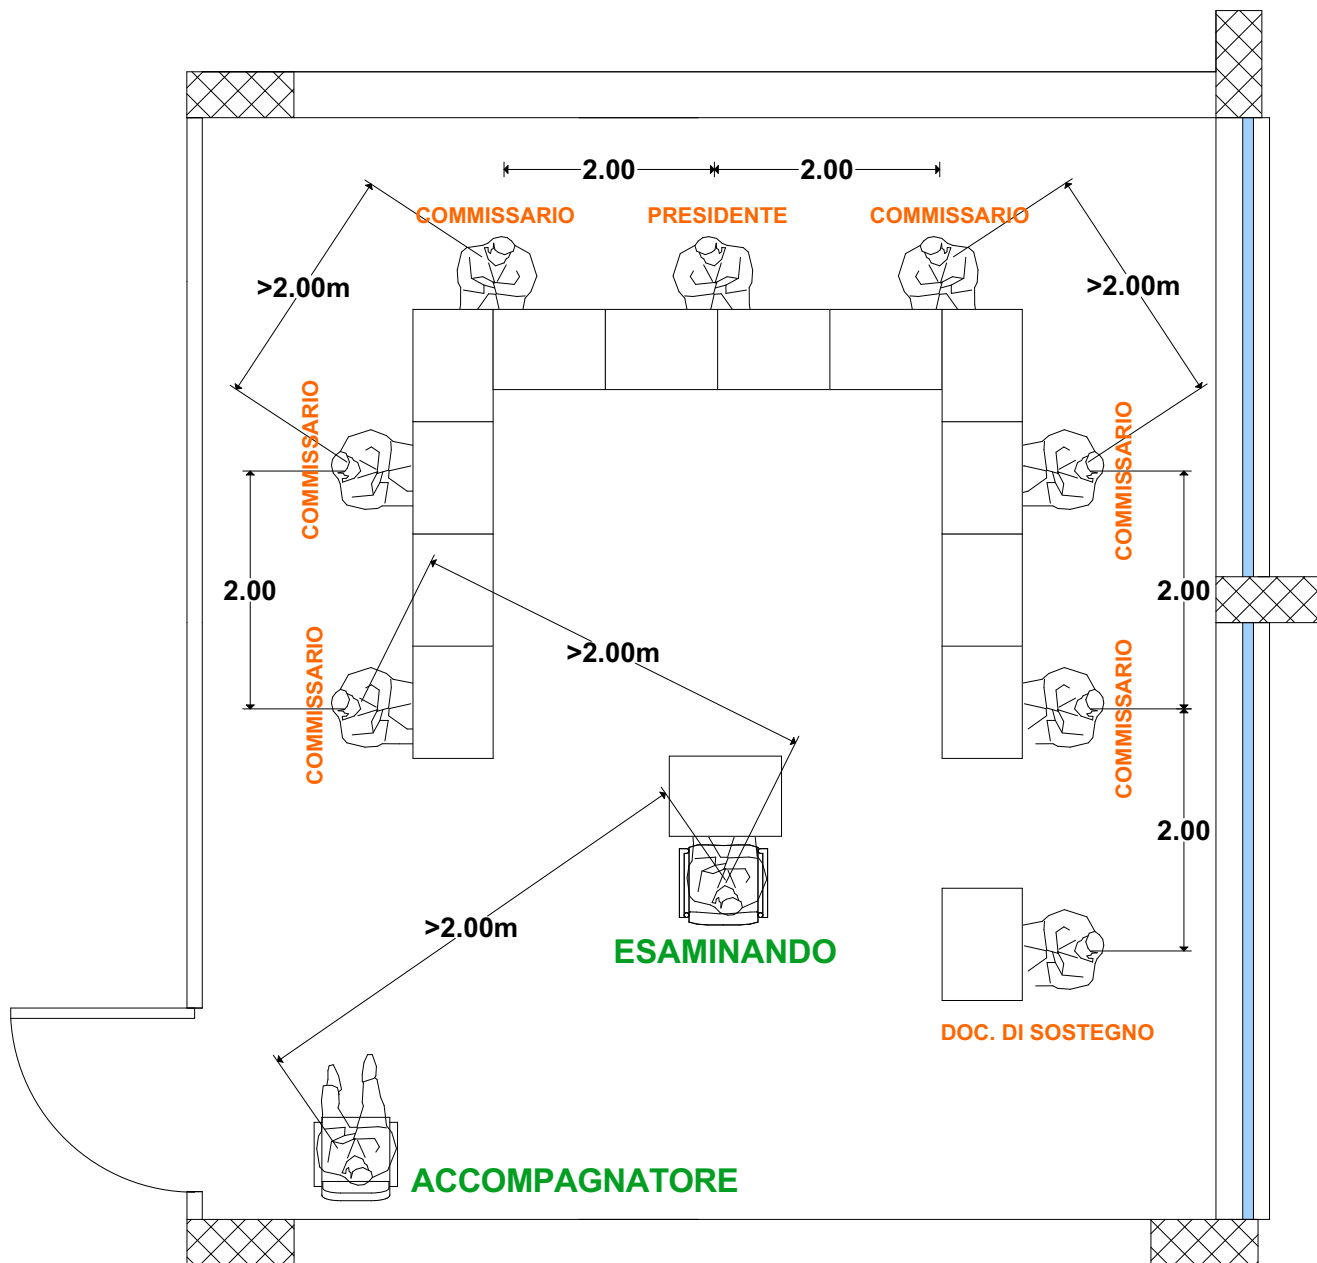 2.00
2.00
COMMISSARIO
PRESIDENTE
COMMISSARIO
>2.00m
>2.00m
COMMISSARIO
COMMISSARIO
2.00
2.00
>2.00m
COMMISSARIO
COMMISSARIO
2.00
>2.00m
ESAMINANDO
DOC. DI SOSTEGNO
ACCOMPAGNATORE